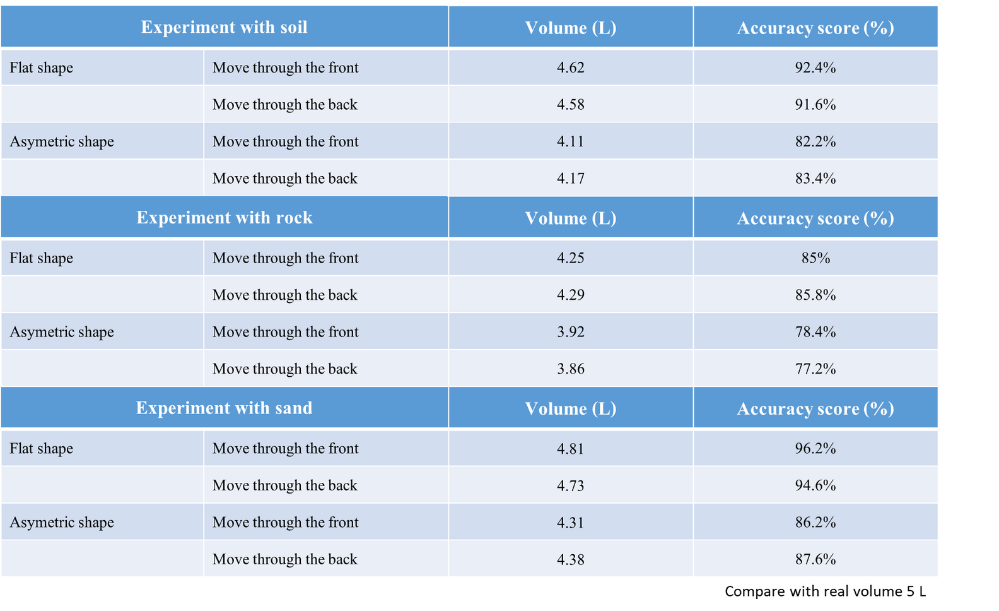 Experiment with soil Volume (L) Accuracy score (%)
Flat shape Move through the front 4.62 92.4%
Move through the back 4.58 91.6%
Asymetric shape Move through the front 4.11 82.2%
Move through the back 4.17 83.4%
Experiment with rock Volume (L) Accuracy score (%)
Flat shape Move through the front 4.25 85%
Move through the back 4.29 85.8%
Asymetric shape Move through the front 3.92 78.4%
Move through the back 3.86 77.2%
Experiment with sand Volume (L) Accuracy score (%)
Flat shape Move through the front 4.81 96.2%
Move through the back 4.73 94.6%
Asymetric shape Move through the front 4.31 86.2%
Move through the back 4.38 87.6%
Compare with real volume 5 L